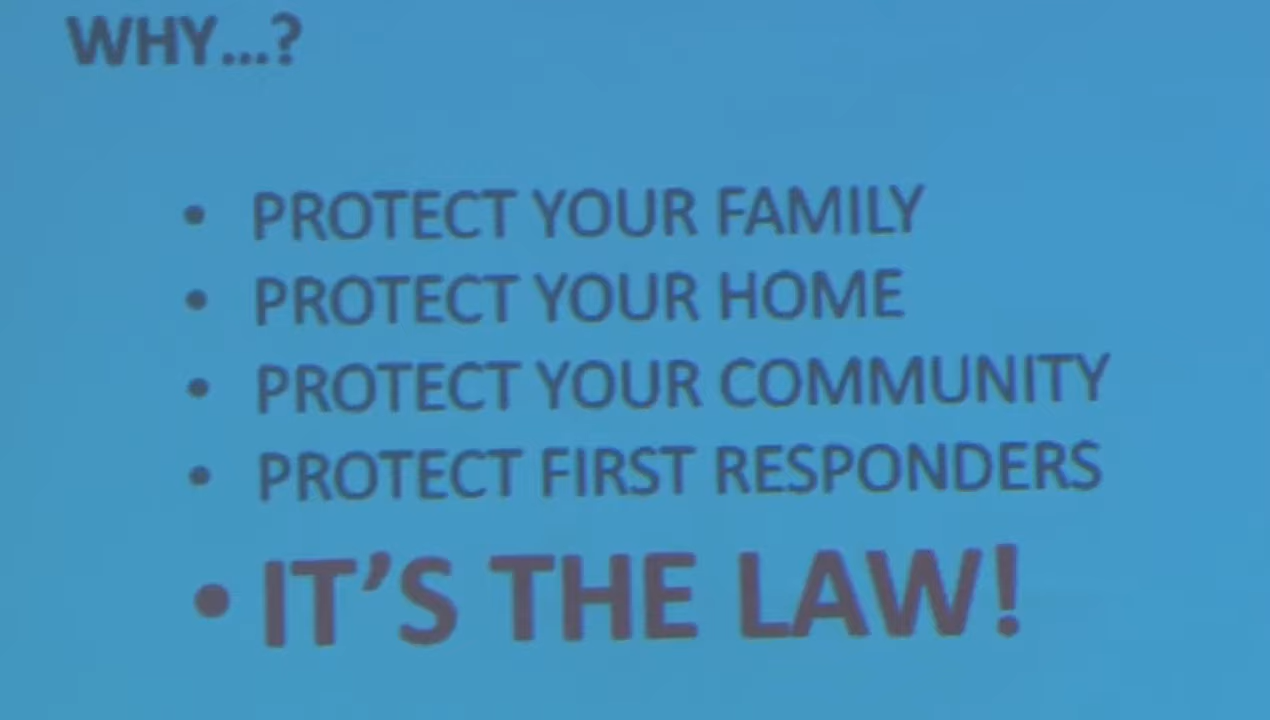 WHY...?
• PROTECT YOUR FAMILY
• PROTECT YOUR HOME
• PROTECT YOUR COMMUNITY
• PROTECT FIRST RESPONDERS
• IT'S THE LAW!